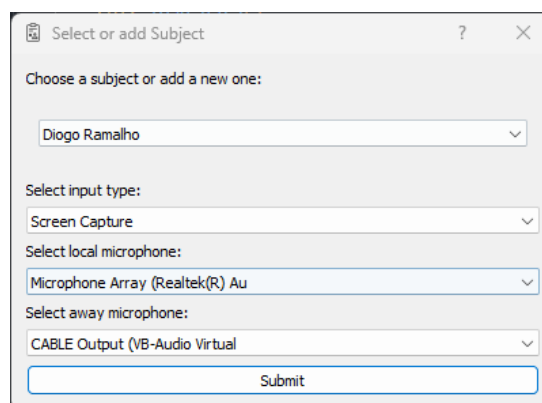 Select or add Subject
?
Choose a subject or add a new one:
Diogo Ramalho
Select input type:
Screen Capture
Select local microphone:
Microphone Array (Realtek(R) Au
Select away microphone:
CABLE Output (VB-Audio Virtual
Submit